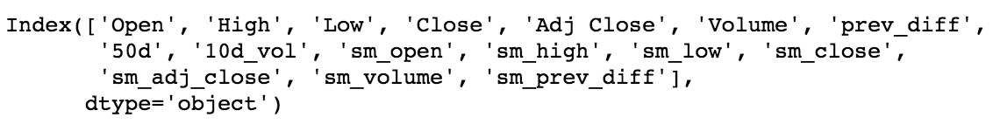 Index(['Open', 'High', 'Low', 'Close', 'Adj Close', 'Volume', 'prev_diff',
'50d', '10d_vol', 'sm_open', 'sm_high', 'sm_low', 'sm_close',
'sm_adj_close', 'sm_volume', 'sm_prev_diff'],
dtype='object')